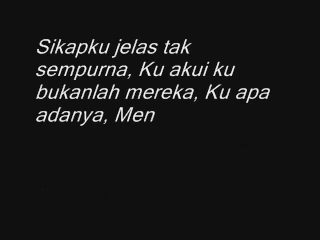 Sikapku jelas tak
sempurna, Ku akui ku
bukanlah mereka, Ku apa
adanya, Men